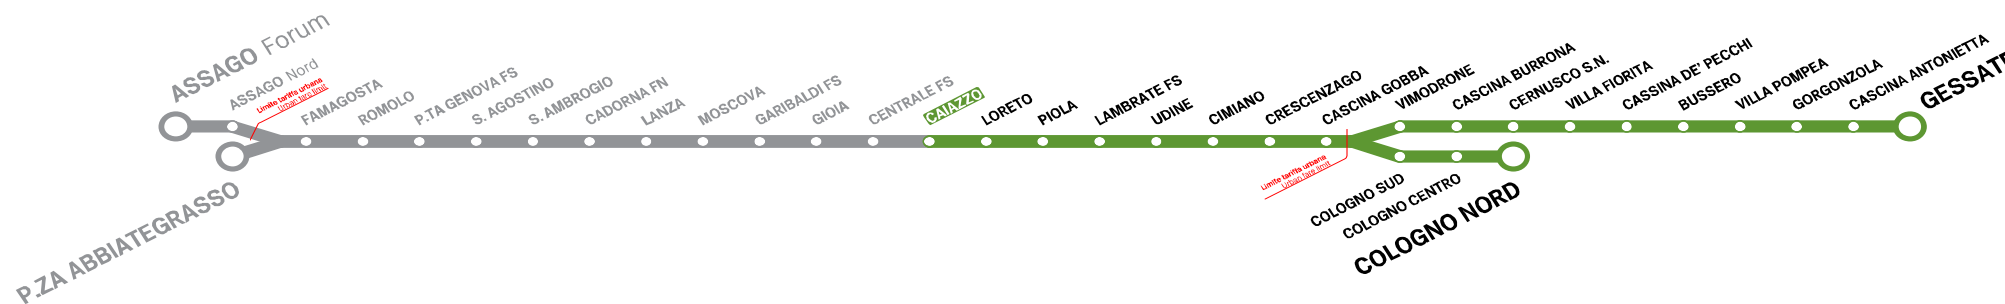 ASSAGO Forum
ASSAGO Nord
Limite tariffa urbana
Urban fare limit
P.ZA ABBIATEGRASSO
FAMAGOSTA
ROMOLO
P.TA GENOVA FS
S. AGOSTINO
S. AMBROGIO
CADORNA FN
LANZA
MOSCOVA
GARIBALDI FS
GIOIA
CENTRALE FS
CAIAZZO
LORETO
PIOLA
LAMBRATE FS
UDINE
CIMIANO
CRESCENZAGO
CASCINA GOBBA
Limite tariffa urbana
Urban fare limit
VIMODRONE
CASCINA BURRONA
CERNUSCO S.N.
VILLA FIORITA
CASSINA DE' PECCHI
BUSSERO
VILLA POMPEA
GORGONZOLA
CASCINA ANTONIETTA
GESSATE
COLOGNO SUD
COLOGNO CENTRO
COLOGNO NORD